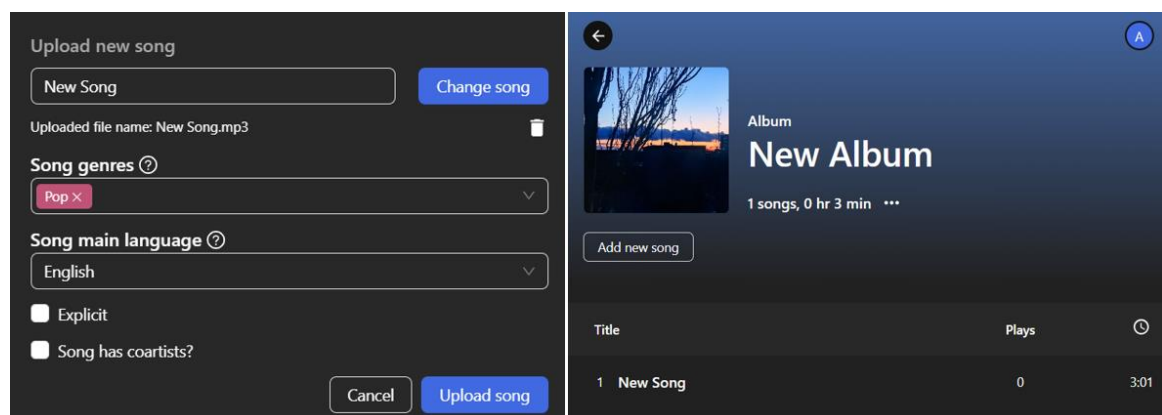 Upload new song
New Song
Change song
Uploaded file name: New Song.mp3
Song genres ?
Pop ×
Song main language ?
English
Explicit
Song has coartists?
Cancel
Upload song
A
Album
New Album
1 songs, 0 hr 3 min •••
Add new song
Title Plays
1 New Song 0 3:01